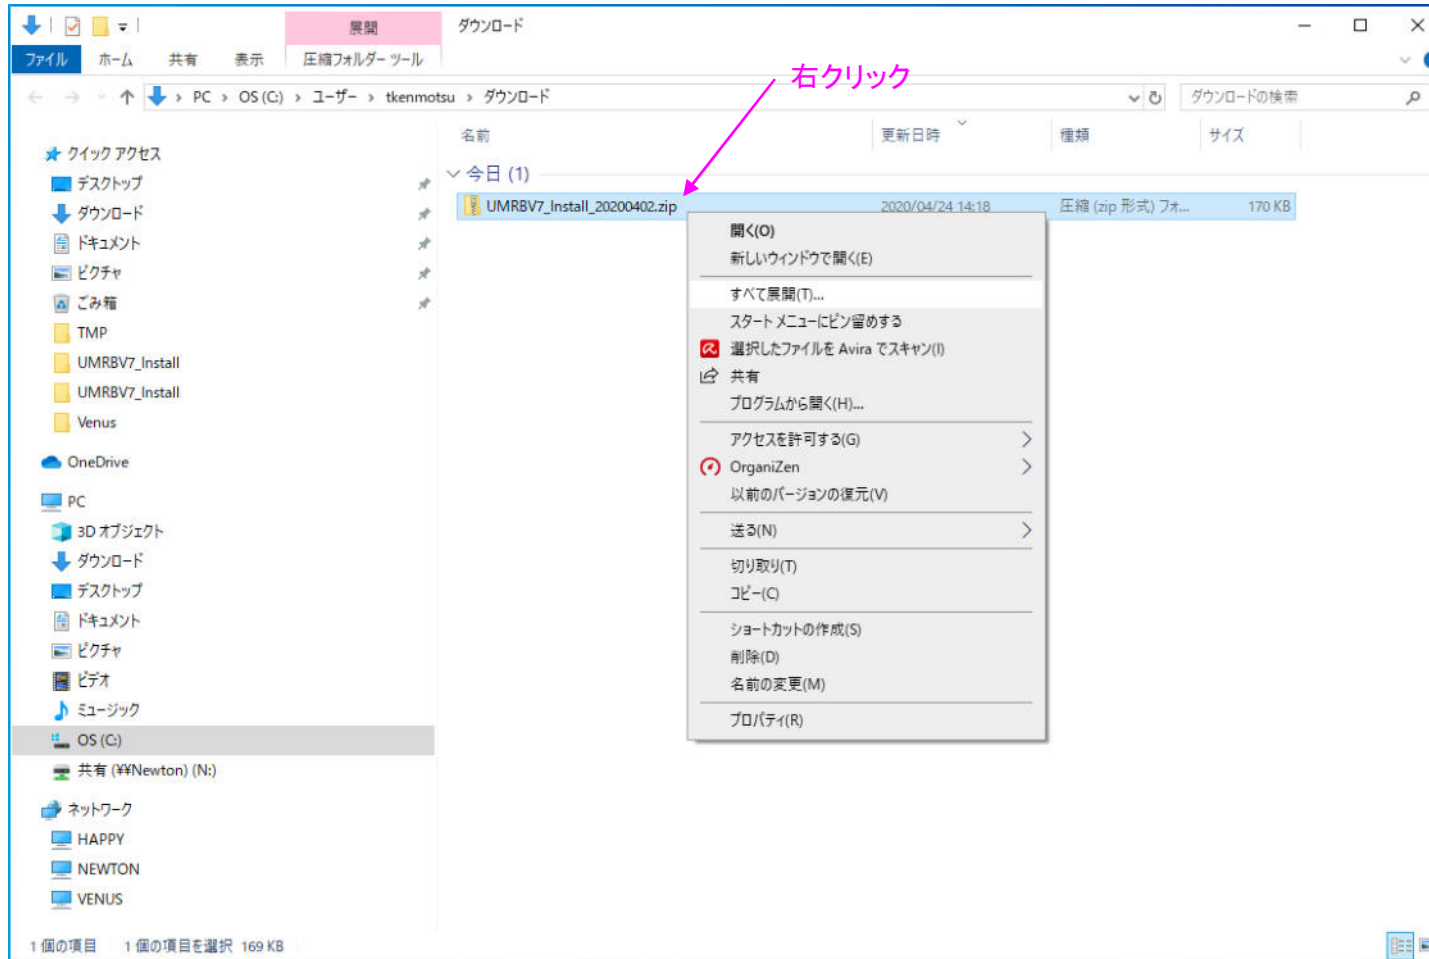 展開
ダウンロード
ファイル ホーム 共有 表示 圧縮フォルダー ツール
右クリック
PC › OS (C:) › ユーザー › tkenmotsu › ダウンロード
ダウンロードの検索
名前 更新日時 種類 サイズ
クイック アクセス
デスクトップ
ダウンロード
ドキュメント
ピクチャ
ごみ箱
TMP
UMRBV7_Install
UMRBV7_Install
Venus
OneDrive
PC
3D オブジェクト
ダウンロード
デスクトップ
ドキュメント
ピクチャ
ビデオ
ミュージック
OS (C:)
共有 (¥¥Newton) (N:)
ネットワーク
HAPPY
NEWTON
VENUS
今日 (1)
UMRBV7_Install_20200402.zip 2020/04/24 14:18 圧縮 (zip 形式) フォ... 170 KB
開く(O)
新しいウィンドウで開く(E)
すべて展開(T)...
スタート メニューにピン留めする
選択したファイルを Avira でスキャン(I)
共有
プログラムから開く(H)...
アクセスを許可する(G)
OrganiZen
以前のバージョンの復元(V)
送る(N)
切り取り(T)
コピー(C)
ショートカットの作成(S)
削除(D)
名前の変更(M)
プロパティ(R)
1 個の項目 1 個の項目を選択 169 KB